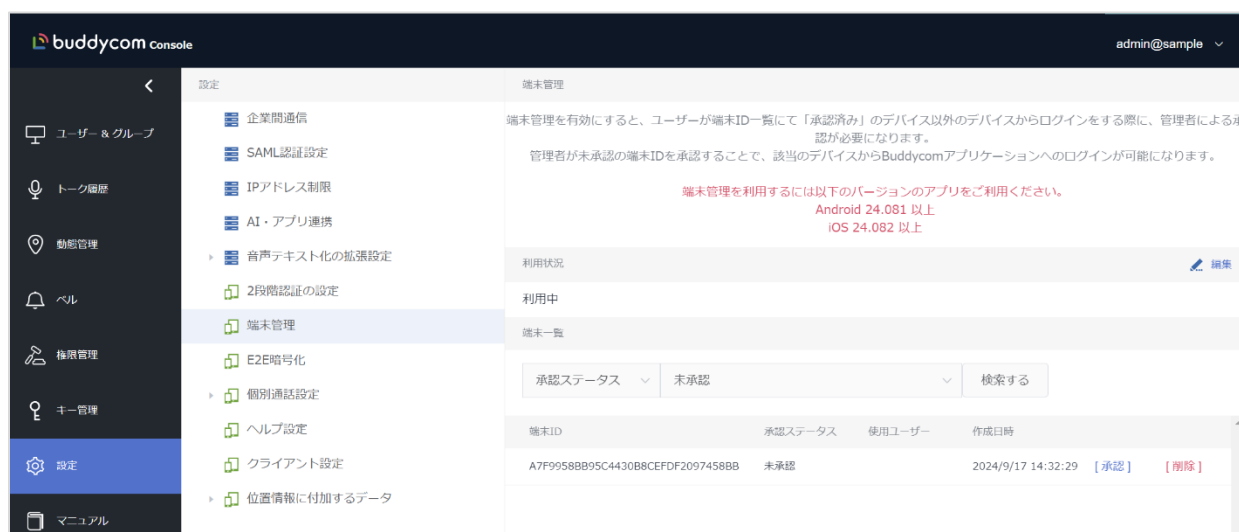 buddycom Console
admin@sample
ユーザー & グループ
トーク履歴
動態管理
ベル
権限管理
キー管理
設定
マニュアル
設定
企業間通信
SAML認証設定
IPアドレス制限
AI・アプリ連携
音声テキスト化の拡張設定
2段階認証の設定
端末管理
E2E暗号化
個別通話設定
ヘルプ設定
クライアント設定
位置情報に付加するデータ
端末管理
端末管理を有効にすると、ユーザーが端末ID一覧にて「承認済み」のデバイス以外のデバイスからログインをする際に、管理者による承
認が必要になります。
管理者が未承認の端末IDを承認することで、該当のデバイスからBuddycomアプリケーションへのログインが可能になります。
端末管理を利用するには以下のバージョンのアプリをご利用ください。
Android 24.081 以上
iOS 24.082 以上
利用状況 編集
利用中
端末一覧
承認ステータス 未承認 検索する
端末ID 承認ステータス 使用ユーザー 作成日時
A7F9958BB95C4430B8CEFDF2097458BB 未承認 2024/9/17 14:32:29 [ 承認 ] [ 削除 ]